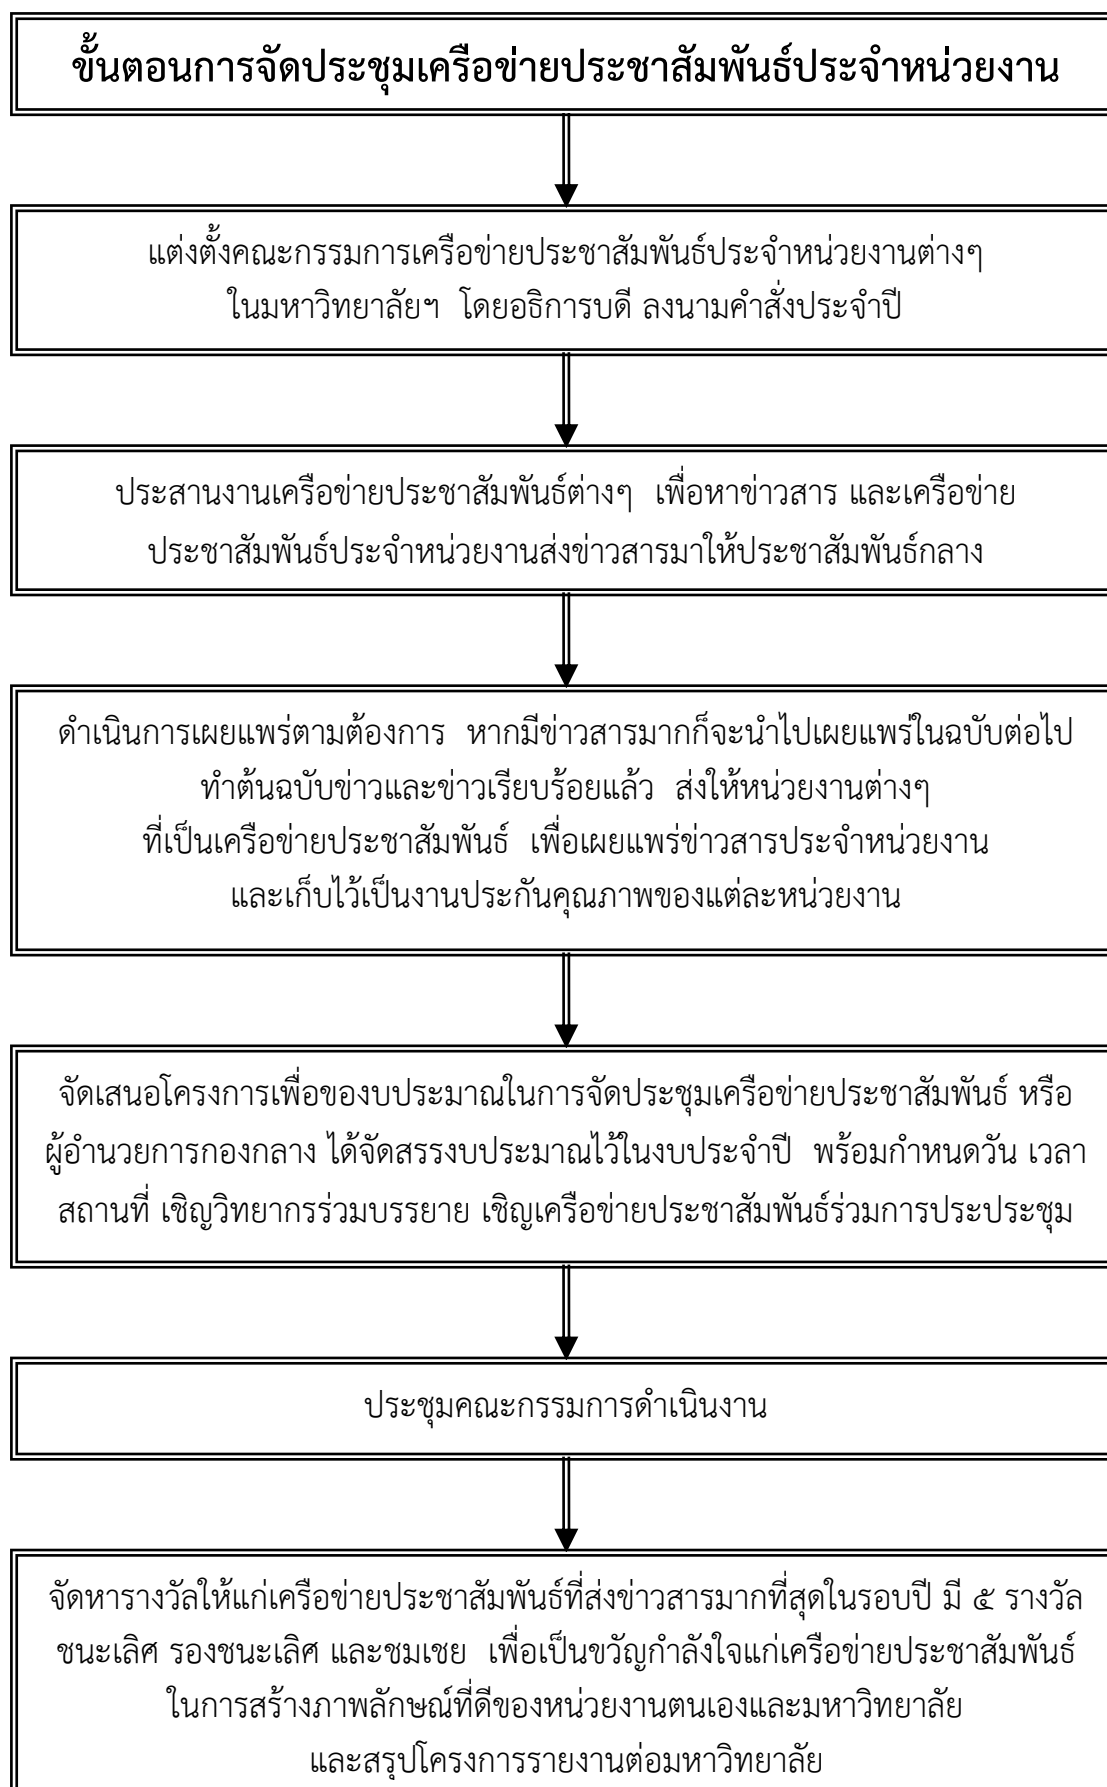 ขั้นตอนการจัดประชุมเครือข่ายประชาสัมพันธ์ประจำหน่วยงาน
แต่งตั้งคณะกรรมการเครือข่ายประชาสัมพันธ์ประจำหน่วยงานต่างๆ
ในมหาวิทยาลัยฯ โดยอธิการบดี ลงนามคำสั่งประจำปี
ประสานงานเครือข่ายประชาสัมพันธ์ต่างๆ เพื่อหาข่าวสาร และเครือข่าย
ประชาสัมพันธ์ประจำหน่วยงานส่งข่าวสารมาให้ประชาสัมพันธ์กลาง
ดำเนินการเผยแพร่ตามต้องการ หากมีข่าวสารมากก็จะนำไปเผยแพร่ในฉบับต่อไป
ทำต้นฉบับข่าวและข่าวเรียบร้อยแล้ว ส่งให้หน่วยงานต่างๆ
ที่เป็นเครือข่ายประชาสัมพันธ์ เพื่อเผยแพร่ข่าวสารประจำหน่วยงาน
และเก็บไว้เป็นงานประกันคุณภาพของแต่ละหน่วยงาน
จัดเสนอโครงการเพื่อของบประมาณในการจัดประชุมเครือข่ายประชาสัมพันธ์ หรือ
ผู้อำนวยการกองกลาง ได้จัดสรรงบประมาณไว้ในงบประจำปี พร้อมกำหนดวัน เวลา
สถานที่ เชิญวิทยากรร่วมบรรยาย เชิญเครือข่ายประชาสัมพันธ์ร่วมการประประชุม
ประชุมคณะกรรมการดำเนินงาน
จัดหารางวัลให้แก่เครือข่ายประชาสัมพันธ์ที่ส่งข่าวสารมากที่สุดในรอบปี มี ๕ รางวัล
ชนะเลิศ รองชนะเลิศ และชมเชย เพื่อเป็นขวัญกำลังใจแก่เครือข่ายประชาสัมพันธ์
ในการสร้างภาพลักษณ์ที่ดีของหน่วยงานตนเองและมหาวิทยาลัย
และสรุปโครงการรายงานต่อมหาวิทยาลัย